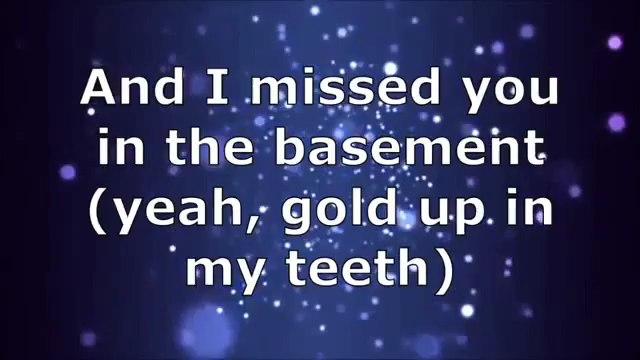 And I missed you
in the basement
(yeah, gold up in
my teeth)